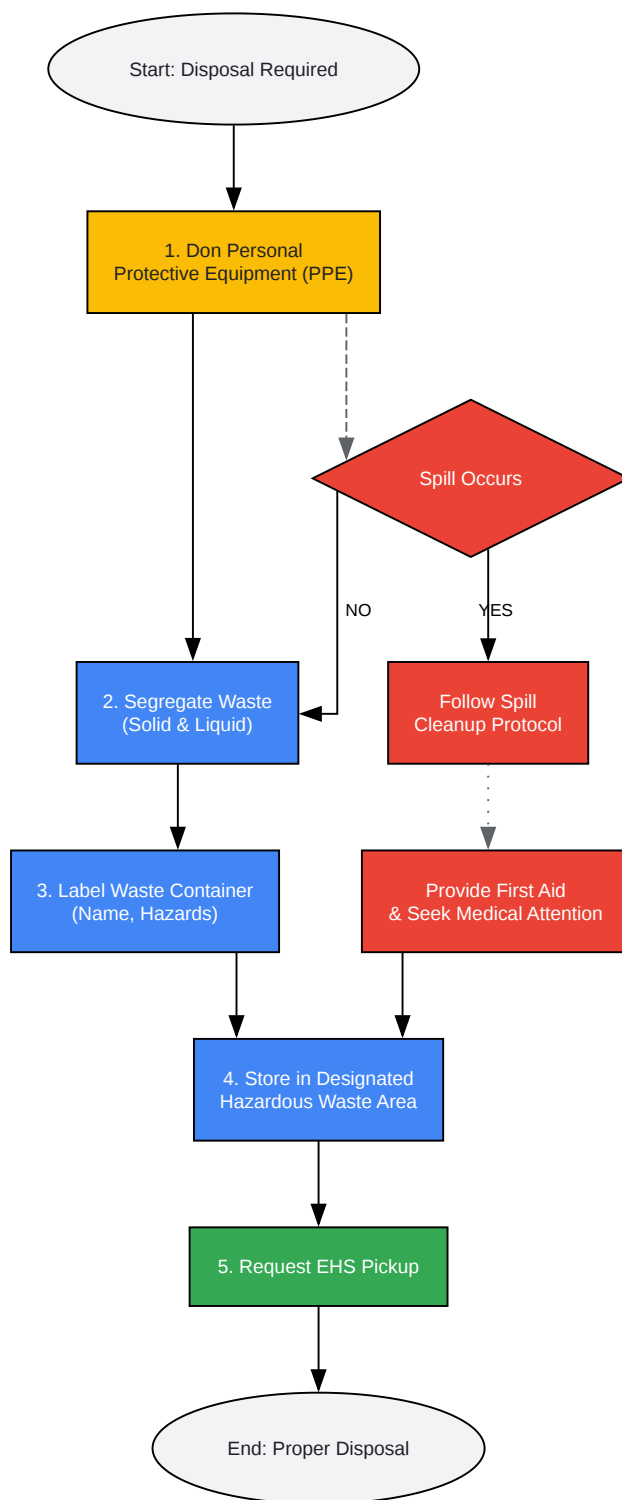 Start: Disposal Required
1. Don Personal
Protective Equipment (PPE)
Spill Occurs
NO
YES
2. Segregate Waste
(Solid & Liquid)
Follow Spill
Cleanup Protocol
3. Label Waste Container
(Name, Hazards)
Provide First Aid
& Seek Medical Attention
4. Store in Designated
Hazardous Waste Area
5. Request EHS Pickup
End: Proper Disposal